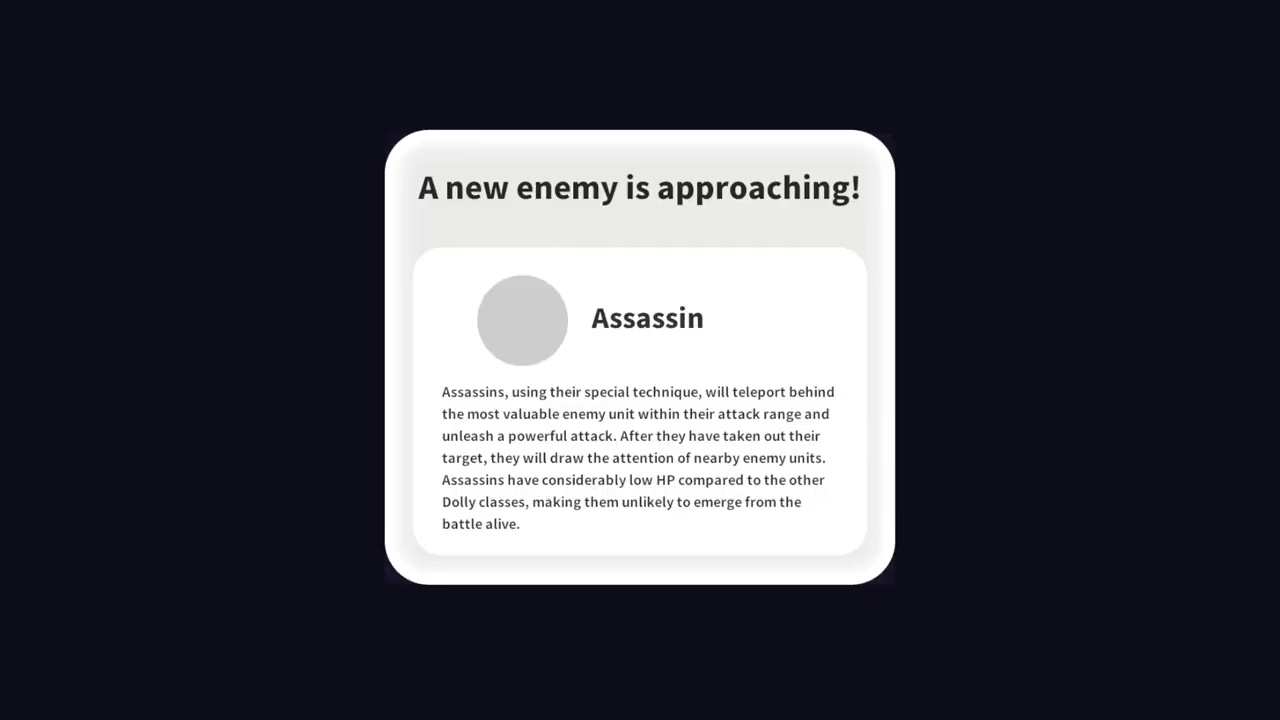 A new enemy is approaching!
Assassin
Assassins, using their special technique, will teleport behind
the most valuable enemy unit within their attack range and
unleash a powerful attack. After they have taken out their
target, they will draw the attention of nearby enemy units.
Assassins have considerably low HP compared to the other
Dolly classes, making them unlikely to emerge from the
battle alive.